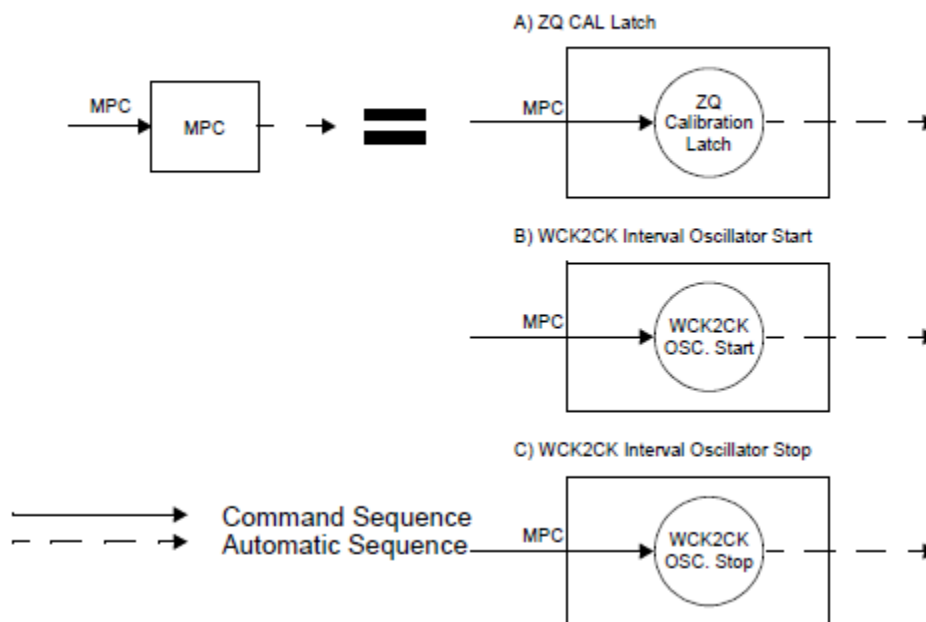 A) ZQ CAL Latch
MPC
MPC
MPC
ZQ
Calibration
Latch
B) WCK2CK Interval Oscillator Start
MPC
WCK2CK
OSC. Start
C) WCK2CK Interval Oscillator Stop
Command Sequence
Automatic Sequence
MPC
WCK2CK
OSC. Stop